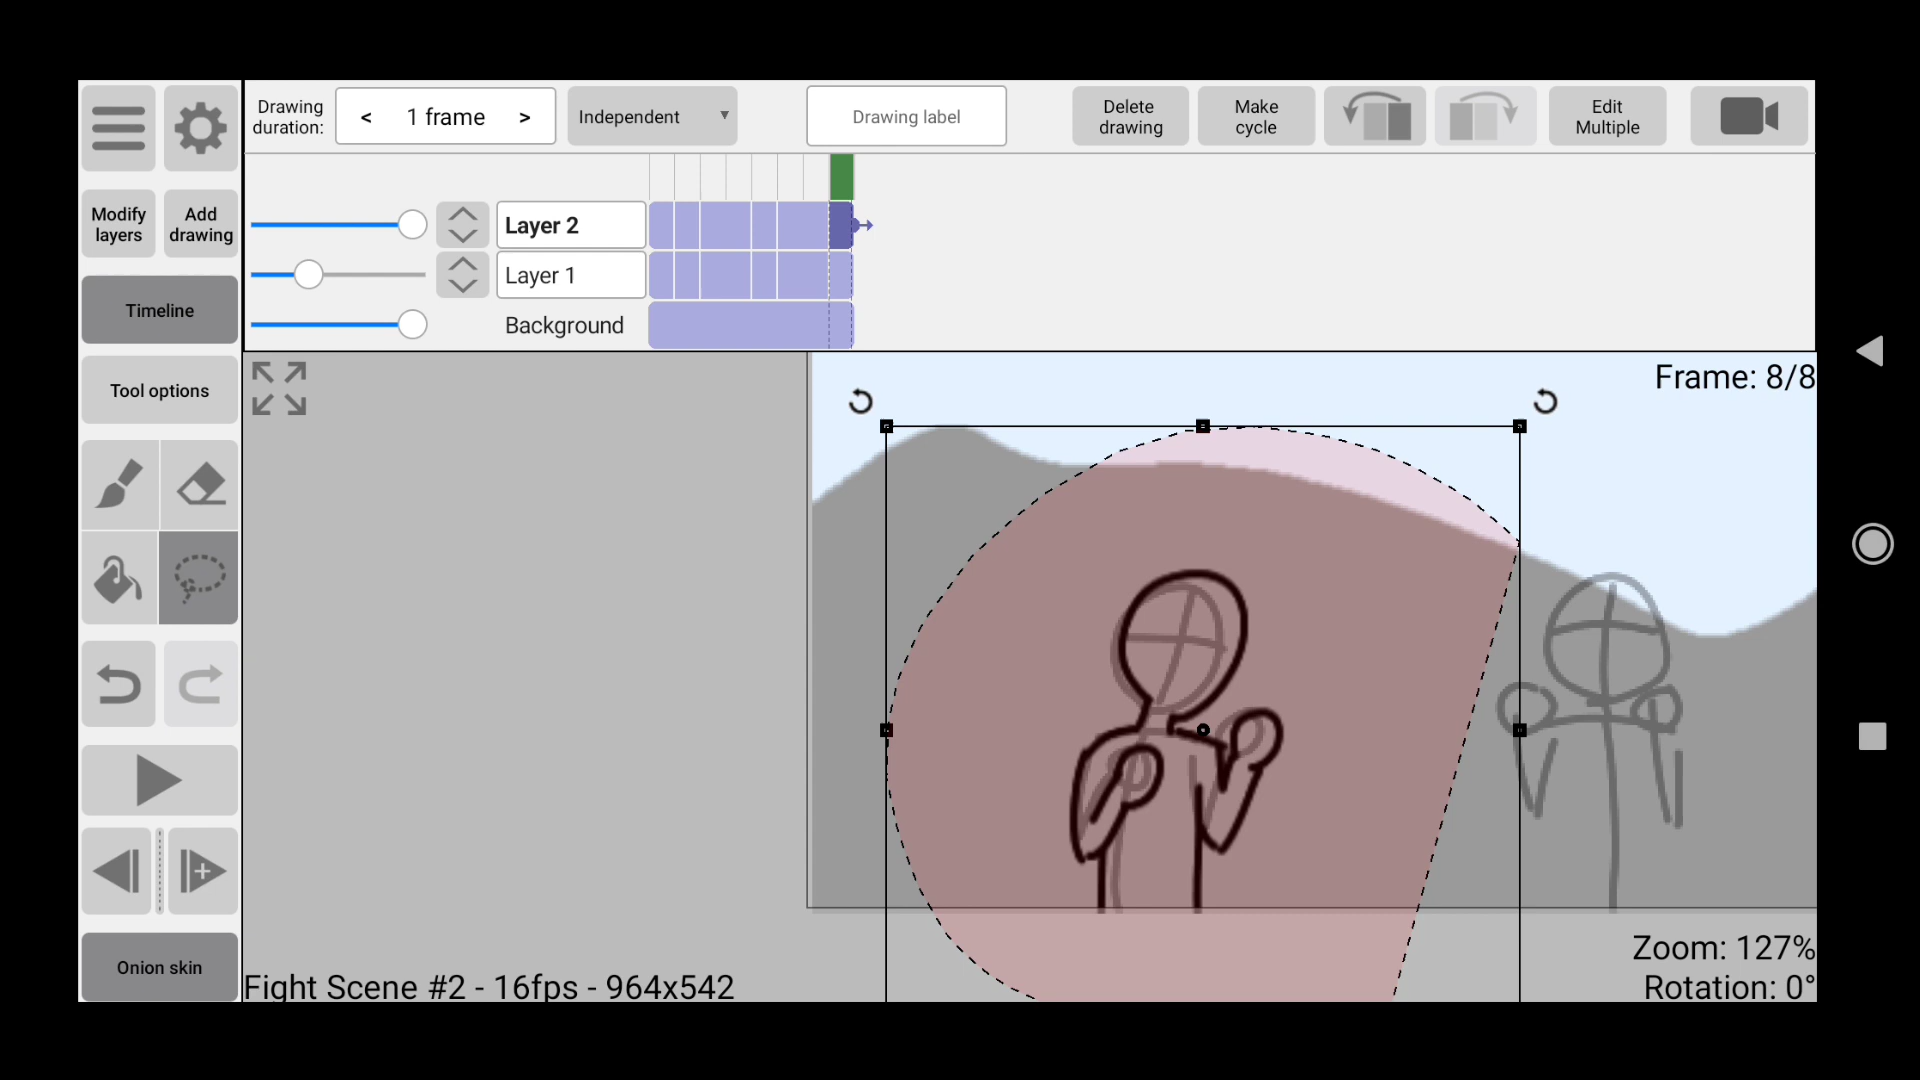 Drawing
duration:
< 1 frame >
Independent
Drawing label
Delete
drawing
Make
cycle
Edit
Multiple
Modify
layers
Add
drawing
Layer 2
Layer 1
Background
Timeline
Tool options
Frame: 8/8
Onion skin
Fight Scene #2 - 16fps - 964x542
Zoom: 127%
Rotation: 0°